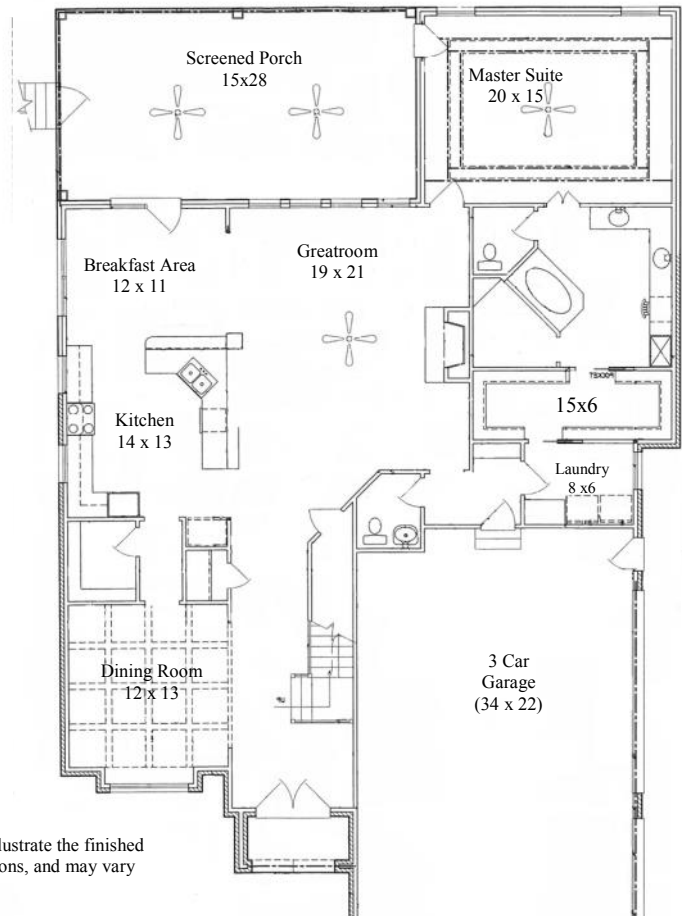 Screened Porch
15x28
Master Suite
20 x 15
Breakfast Area
12 x 11
Greatroom
19 x 21
Kitchen
14 x 13
POCKET
15x6
Laundry
8 x6
Dining Room
12 x 13
3 Car
Garage
(34 x 22)
lustrate the finished
ons, and may vary